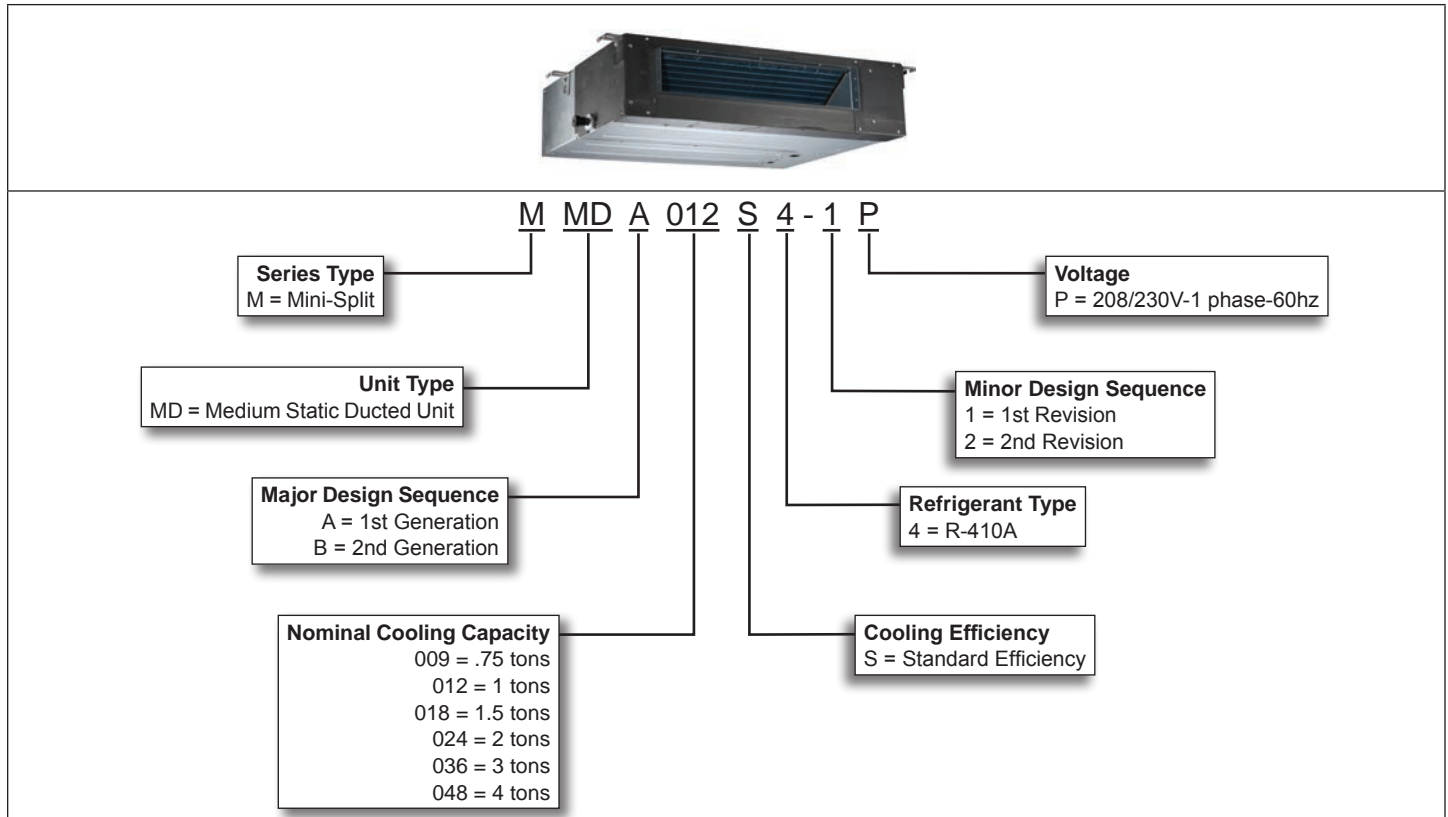 M MD A 012 S 4 - 1 P
Series Type
M = Mini-Split
Voltage
P = 208/230V-1 phase-60hz
Unit Type
MD = Medium Static Ducted Unit
Minor Design Sequence
1 = 1st Revision
2 = 2nd Revision
Major Design Sequence
A = 1st Generation
B = 2nd Generation
Refrigerant Type
4 = R-410A
Nominal Cooling Capacity
009 = .75 tons
012 = 1 tons
018 = 1.5 tons
024 = 2 tons
036 = 3 tons
048 = 4 tons
Cooling Efficiency
S = Standard Efficiency